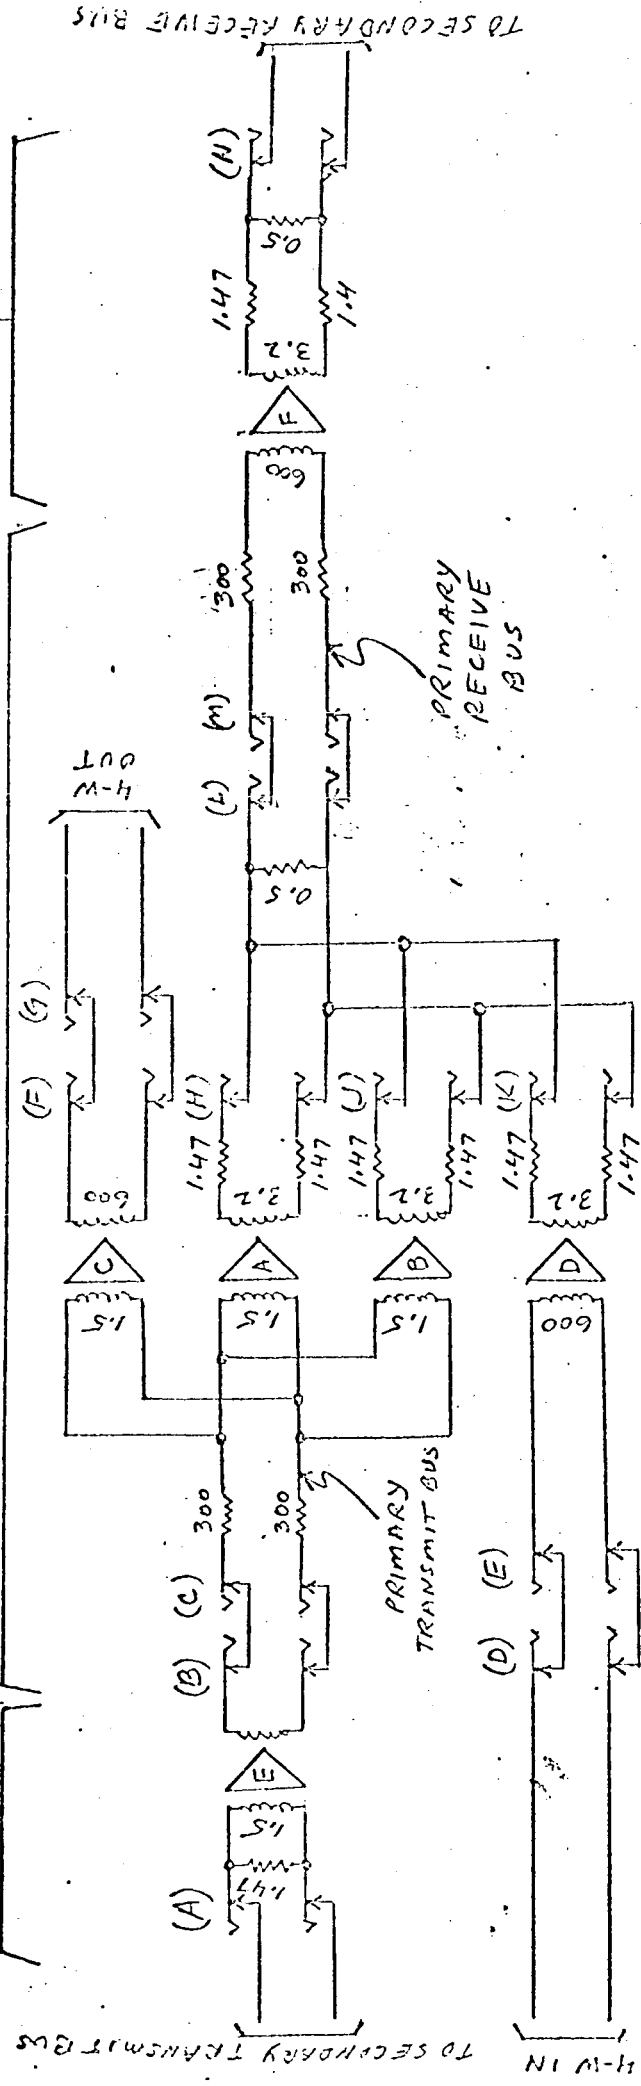 TO SECONDARY RECEIVE BUS
(N)
0.5
1.47
1.4
3.2
F
600
300
300
PRIMARY
RECEIVE
BUS
(M)
(L)
0.5
4-W
OUT
(G)
(F)
600
C
1.5
(H)
1.47
1.47
3.2
A
1.5
(J)
1.47
1.47
3.2
B
1.5
(K)
1.47
1.47
3.2
D
600
300
300
PRIMARY
TRANSMIT BUS
(C)
(B)
(E)
(D)
E
1.5
1.47
(A)
TO SECONDARY TRANSMIT BUS
4-W IN